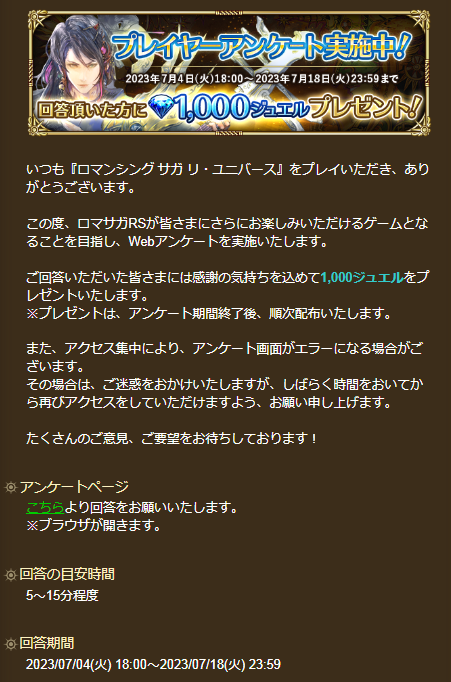 プレイヤーアンケート実施中!
2023年7月4日(火)18:00～2023年7月18日(火)23:59まで
回答頂いた方に1,000ジュエルプレゼント!
いつも『ロマンシング サガ リ・ユニバース』をプレイいただき、あり
がとうございます。
この度、ロマサガRSが皆さまにさらにお楽しみいただけるゲームとな
ることを目指し、Webアンケートを実施いたします。
ご回答いただいた皆さまには感謝の気持ちを込めて1,000ジュエルをプ
レゼントいたします。
※プレゼントは、アンケート期間終了後、順次配布いたします。
また、アクセス集中により、アンケート画面がエラーになる場合がご
ざいます。
その場合は、ご迷惑をおかけいたしますが、しばらく時間をおいてか
ら再びアクセスをしていただけますよう、お願い申し上げます。
たくさんのご意見、ご要望をお待ちしております！
アンケートページ
こちらより回答をお願いいたします。
※ブラウザが開きます。
回答の目安時間
5～15分程度
回答期間
2023/07/04(火) 18:00～2023/07/18(火) 23:59